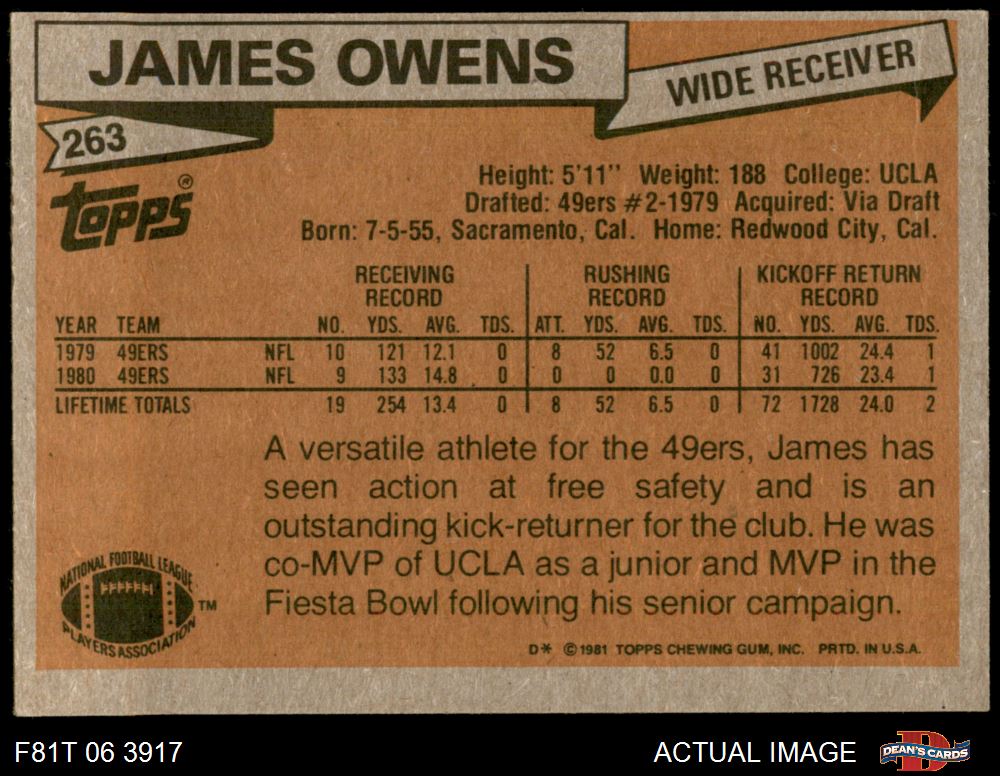 JAMES OWENS
WIDE RECEIVER
263
TOPPS®
Height: 5'11" Weight: 188 College: UCLA
Drafted: 49ers #2-1979 Acquired: Via Draft
Born: 7-5-55, Sacramento, Cal. Home: Redwood City, Cal.
RECEIVING RECORD RUSHING RECORD KICKOFF RETURN RECORD
YEAR TEAM NO. YDS. AVG. TDS. ATT. YDS. AVG. TDS. NO. YDS. AVG. TDS.
1979 49ERS NFL 10 121 12.1 0 8 52 6.5 0 41 1002 24.4 1
1980 49ERS NFL 9 133 14.8 0 0 0 0.0 0 31 726 23.4 1
LIFETIME TOTALS 19 254 13.4 0 8 52 6.5 0 72 1728 24.0 2
A versatile athlete for the 49ers, James has
seen action at free safety and is an
outstanding kick-returner for the club. He was
co-MVP of UCLA as a junior and MVP in the
Fiesta Bowl following his senior campaign.
NATIONAL FOOTBALL LEAGUE
PLAYERS ASSOCIATION
TM
D* ©1981 TOPPS CHEWING GUM, INC. PRTD. IN U.S.A.
F81T 06 3917
ACTUAL IMAGE
DEAN'S CARDS